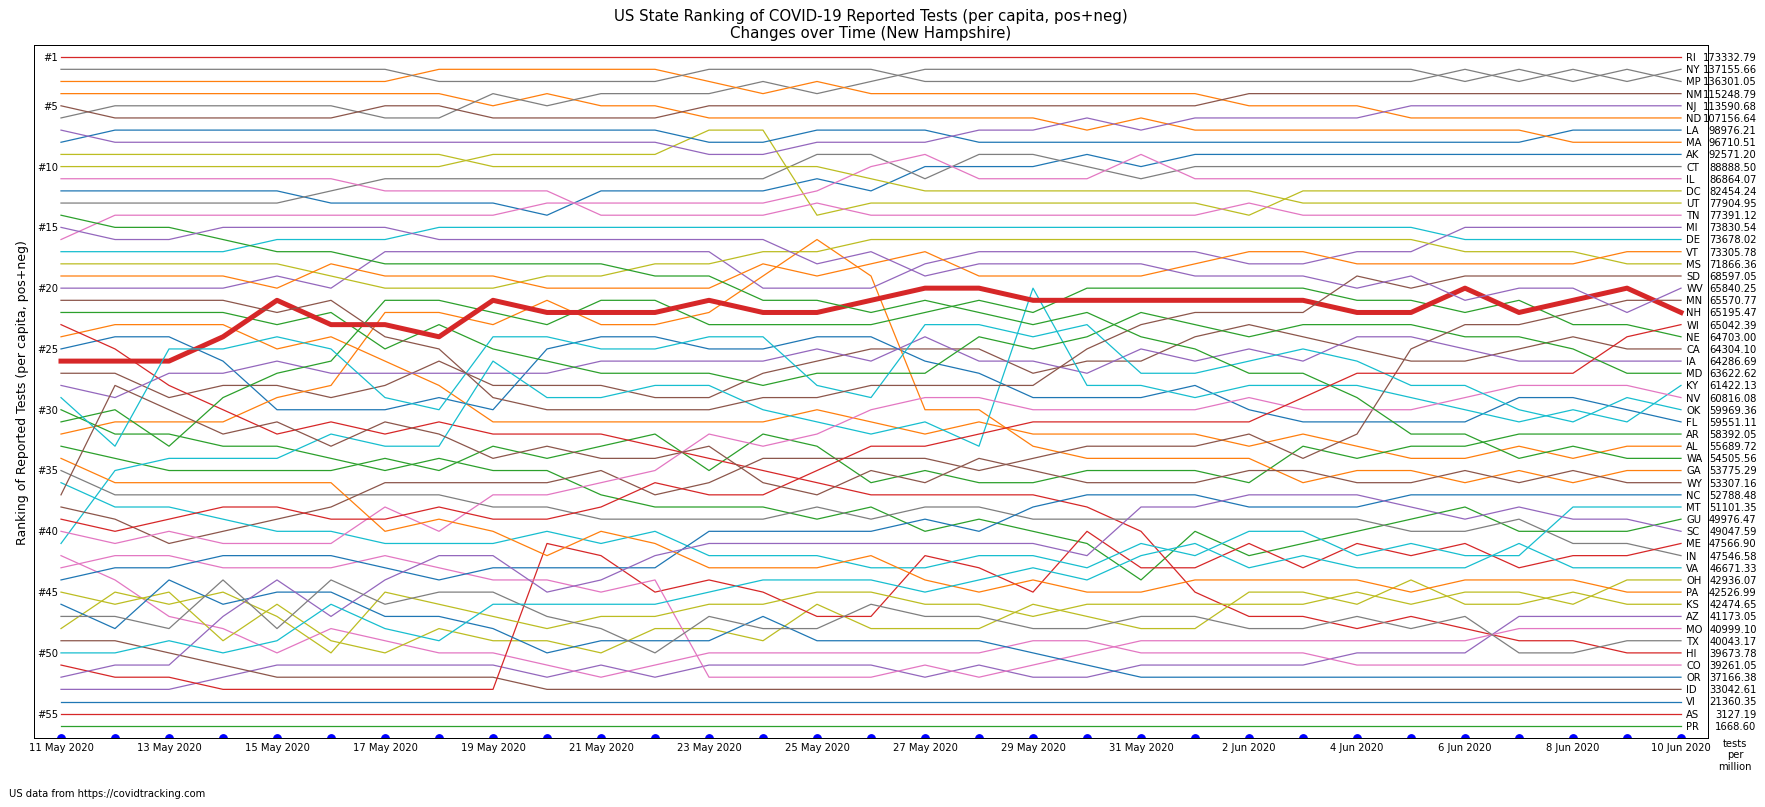 US State Ranking of COVID-19 Reported Tests (per capita, pos+neg)
Changes over Time (New Hampshire)
Ranking of Reported Tests (per capita, pos+neg)
#1
#5
#10
#15
#20
#25
#30
#35
#40
#45
#50
#55
RI 173332.79
NY 137155.66
MP 136301.05
NM 115248.79
NJ 113590.68
ND 107156.64
LA 98976.21
MA 96710.51
AK 92571.20
CT 88888.50
IL 86864.07
DC 82454.24
UT 77904.95
TN 77391.12
MI 73830.54
DE 73678.02
VT 73305.78
MS 71866.36
SD 68597.05
WV 65840.25
MN 65570.77
NH 65195.47
WI 65042.39
NE 64703.00
CA 64304.10
IA 64286.69
MD 63622.62
KY 61422.13
NV 60816.08
OK 59969.36
FL 59551.11
AR 58392.05
AL 55689.72
WA 54505.56
GA 53775.29
WY 53307.16
NC 52788.48
MT 51101.35
GU 49976.47
SC 49047.59
ME 47566.90
IN 47546.58
VA 46671.33
OH 42936.07
PA 42526.99
KS 42474.65
AZ 41173.05
MO 40999.10
TX 40043.17
HI 39673.78
CO 39261.05
OR 37166.38
ID 33042.61
VI 21360.35
AS 3127.19
PR 1668.60
11 May 2020 13 May 2020 15 May 2020 17 May 2020 19 May 2020 21 May 2020 23 May 2020 25 May 2020 27 May 2020 29 May 2020 31 May 2020 2 Jun 2020 4 Jun 2020 6 Jun 2020 8 Jun 2020 10 Jun 2020
tests
per
million
US data from https://covidtracking.com